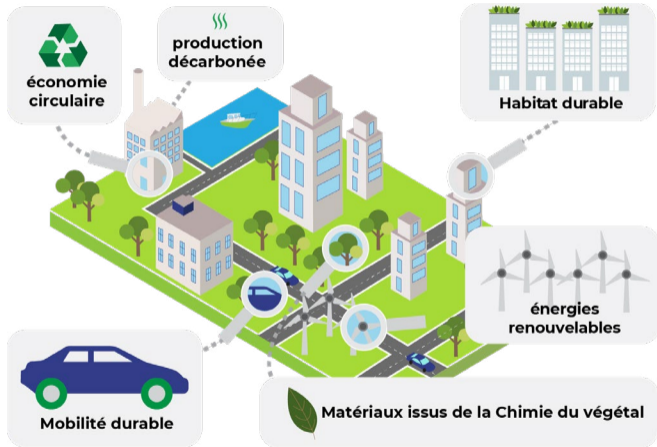 économie
circulaire
production
décarbonée
Habitat durable
énergies
renouvelables
Mobilité durable
Matériaux issus de la Chimie du végétal